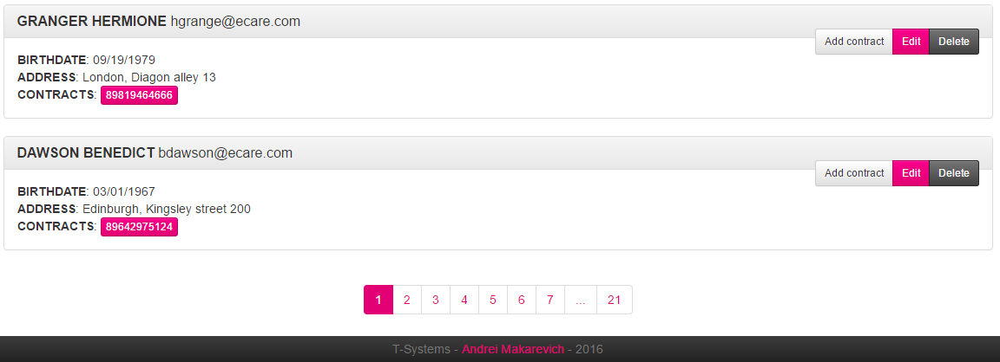 GRANGER HERMIONE hgrange@ecare.com
Add contract Edit Delete
BIRTHDATE: 09/19/1979
ADDRESS: London, Diagon alley 13
CONTRACTS: 89819464666
DAWSON BENEDICT bdawson@ecare.com
Add contract Edit Delete
BIRTHDATE: 03/01/1967
ADDRESS: Edinburgh, Kingsley street 200
CONTRACTS: 89642975124
1 2 3 4 5 6 7 ... 21
T-Systems - Andrei Makarevich - 2016